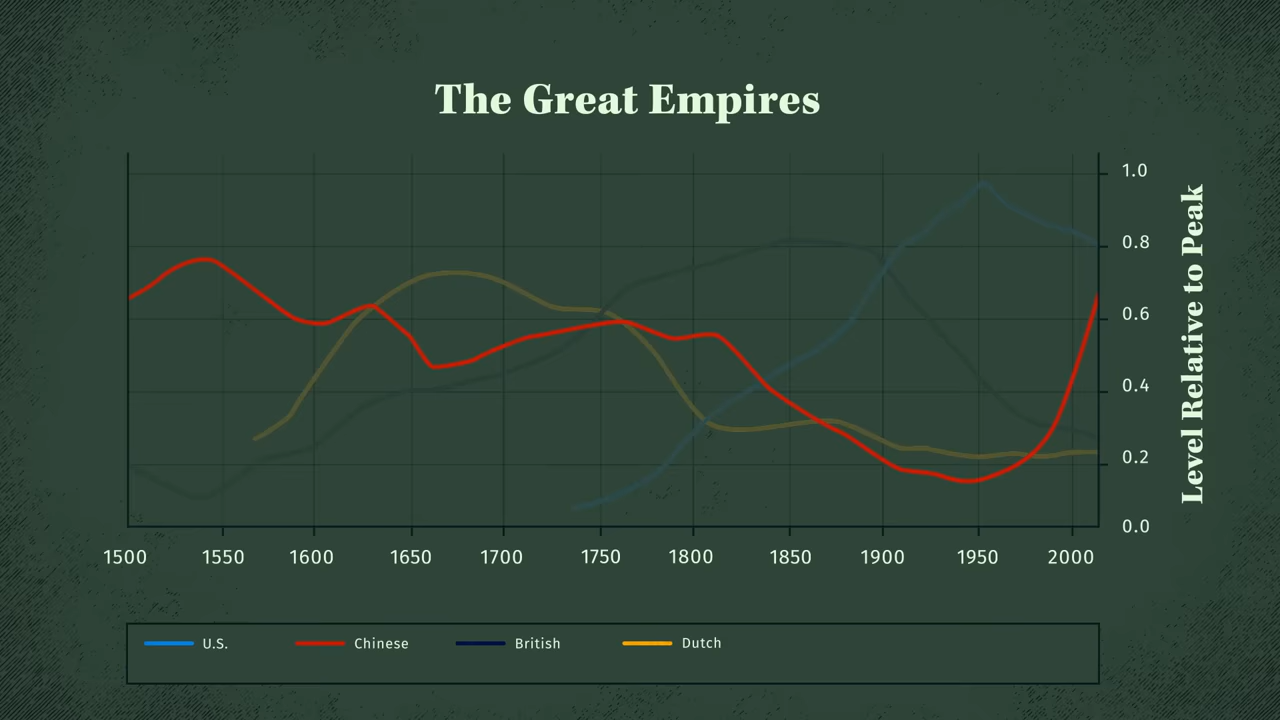 The Great Empires
1.0
0.8
0.6
0.4
0.2
0.0
Level Relative to Peak
1500 1550 1600 1650 1700 1750 1800 1850 1900 1950 2000
U.S. Chinese British Dutch